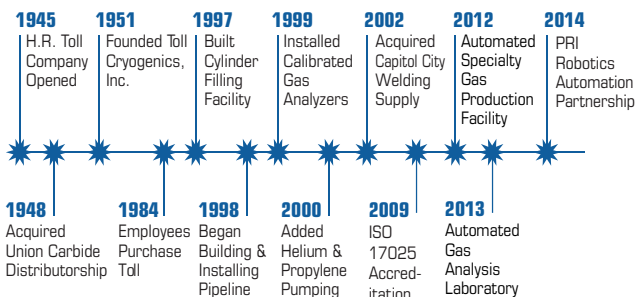 1945
H.R. Toll
Company
Opened
1951
Founded Toll
Cryogenics,
Inc.
1997
Built
Cylinder
Filling
Facility
1999
Installed
Calibrated
Gas
Analyzers
2002
Acquired
Capitol City
Welding
Supply
2012
Automated
Specialty
Gas
Production
Facility
2014
PRI
Robotics
Automation
Partnership
1948
Acquired
Union Carbide
Distributorship
1984
Employees
Purchase
Toll
1998
Began
Building &
Installing
Pipeline
2000
Added
Helium &
Propylene
Pumping
2009
ISO
17025
Accred-
itation
2013
Automated
Gas
Analysis
Laboratory